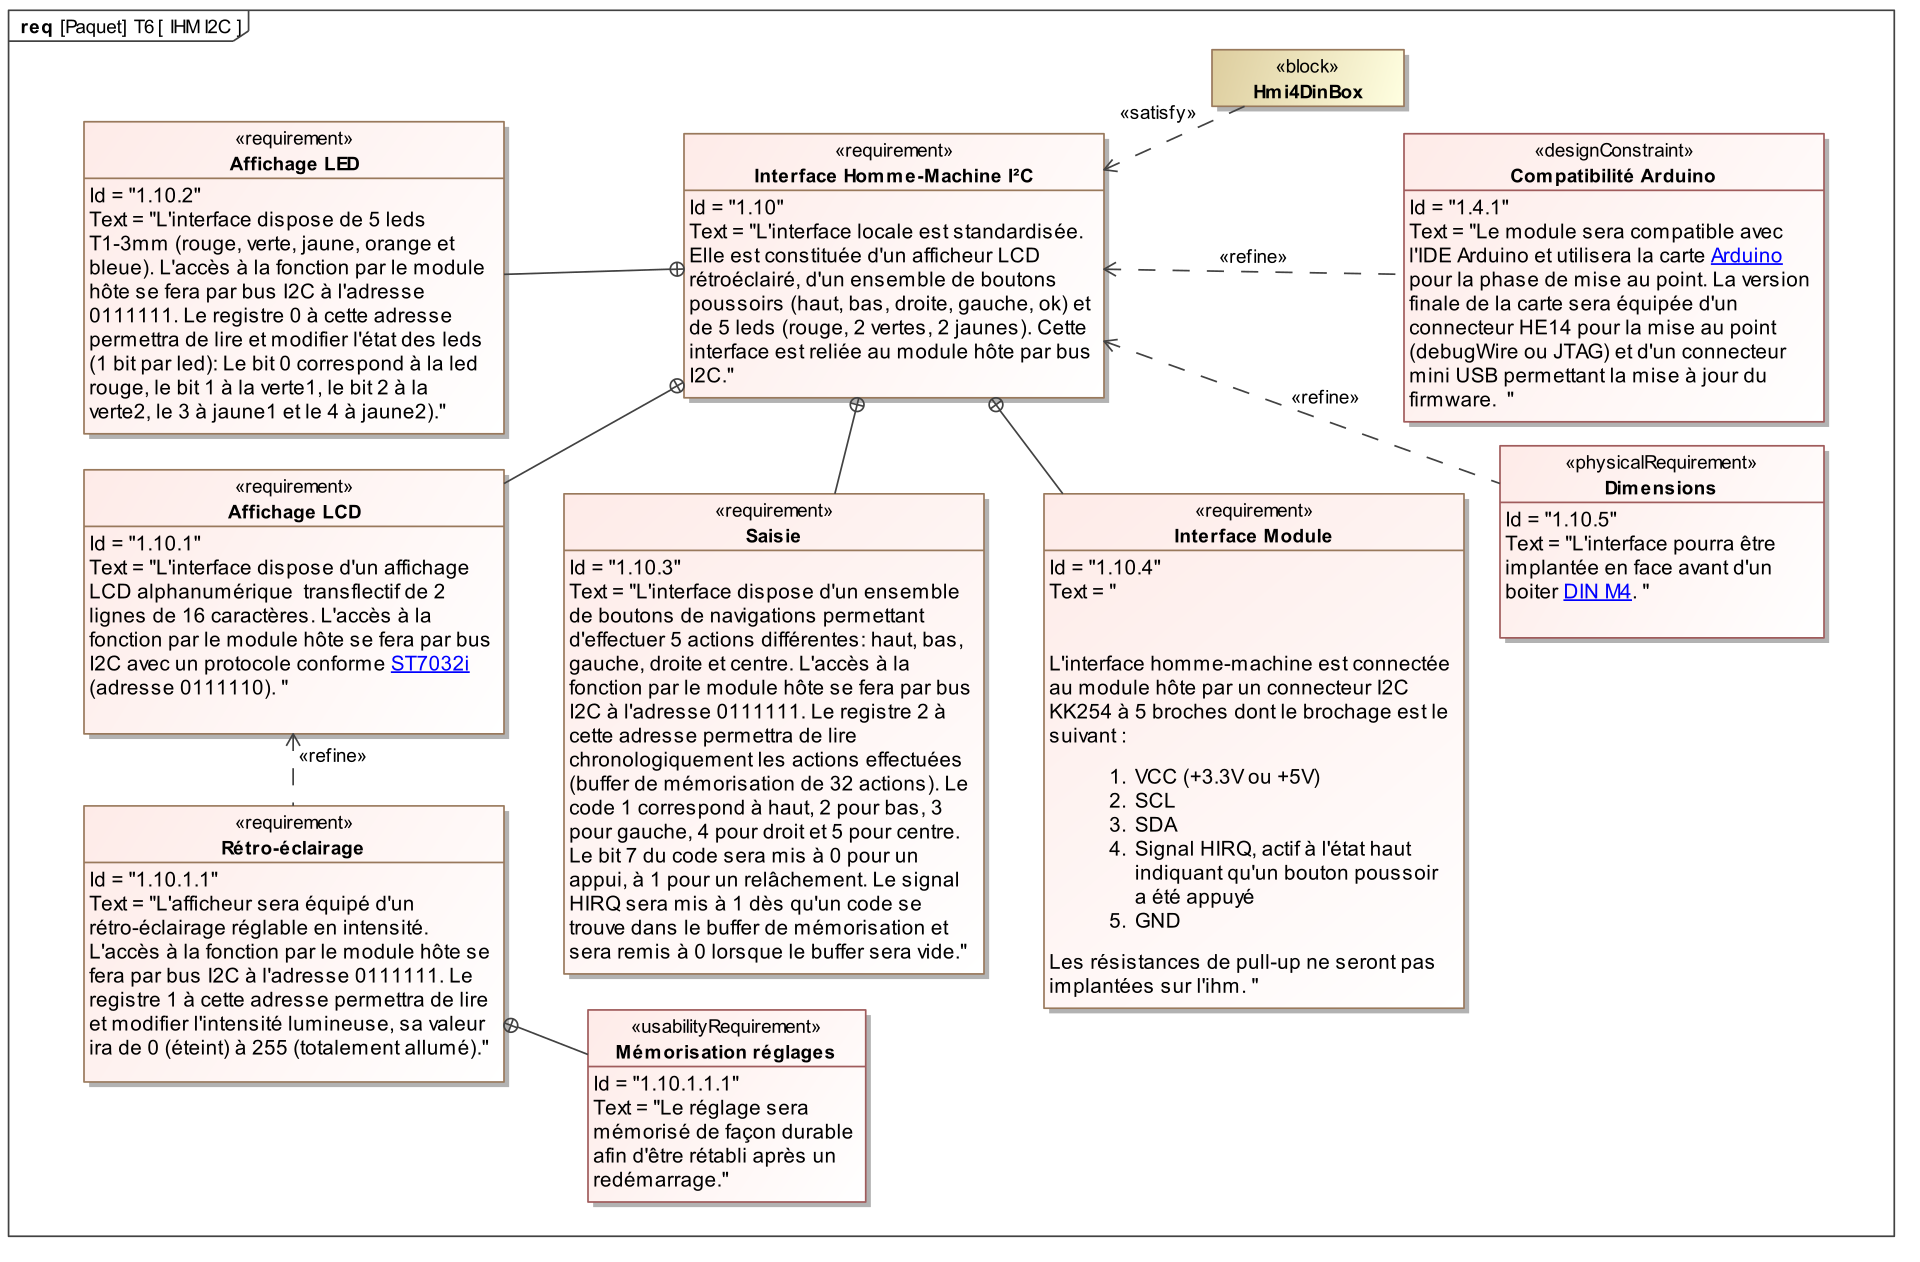 req [Paquet] T6 [ IHM I2C ]
«block»
Hmi4DinBox
«satisfy»
«requirement»
Affichage LED
Id = "1.10.2"
Text = "L'interface dispose de 5 leds
T1-3mm (rouge, verte, jaune, orange et
bleue). L'accès à la fonction par le module
hôte se fera par bus I2C à l'adresse
0111111. Le registre 0 à cette adresse
permettra de lire et modifier l'état des leds
(1 bit par led): Le bit 0 correspond à la led
rouge, le bit 1 à la verte1, le bit 2 à la
verte2, le 3 à jaune1 et le 4 à jaune2)."
«requirement»
Interface Homme-Machine I²C
Id = "1.10"
Text = "L'interface locale est standardisée.
Elle est constituée d'un afficheur LCD
rétroéclairé, d'un ensemble de boutons
poussoirs (haut, bas, droite, gauche, ok) et
de 5 leds (rouge, 2 vertes, 2 jaunes). Cette
interface est reliée au module hôte par bus
I2C."
«refine»
«designConstraint»
Compatibilité Arduino
Id = "1.4.1"
Text = "Le module sera compatible avec
l'IDE Arduino et utilisera la carte Arduino
pour la phase de mise au point. La version
finale de la carte sera équipée d'un
connecteur HE14 pour la mise au point
(debugWire ou JTAG) et d'un connecteur
mini USB permettant la mise à jour du
firmware.  "
«refine»
«physicalRequirement»
Dimensions
Id = "1.10.5"
Text = "L'interface pourra être
implantée en face avant d'un
boitier DIN M4. "
«requirement»
Affichage LCD
Id = "1.10.1"
Text = "L'interface dispose d'un affichage
LCD alphanumérique  transflectif de 2
lignes de 16 caractères. L'accès à la
fonction par le module hôte se fera par bus
I2C avec un protocole conforme ST7032i
(adresse 0111110). "
«refine»
«requirement»
Saisie
Id = "1.10.3"
Text = "L'interface dispose d'un ensemble
de boutons de navigations permettant
d'effectuer 5 actions différentes: haut, bas,
gauche, droite et centre. L'accès à la
fonction par le module hôte se fera par bus
I2C à l'adresse 0111111. Le registre 2 à
cette adresse permettra de lire
chronologiquement les actions effectuées
(buffer de mémorisation de 32 actions). Le
code 1 correspond à haut, 2 pour bas, 3
pour gauche, 4 pour droit et 5 pour centre.
Le bit 7 du code sera mis à 0 pour un
appui, à 1 pour un relâchement. Le signal
HIRQ sera mis à 1 dès qu'un code se
trouve dans le buffer de mémorisation et
sera remis à 0 lorsque le buffer sera vide."
«requirement»
Interface Module
Id = "1.10.4"
Text = "
L'interface homme-machine est connectée
au module hôte par un connecteur I2C
KK254 à 5 broches dont le brochage est le
suivant :
1. VCC (+3.3V ou +5V)
2. SCL
3. SDA
4. Signal HIRQ, actif à l'état haut
indiquant qu'un bouton poussoir
a été appuyé
5. GND
Les résistances de pull-up ne seront pas
implantées sur l'ihm. "
«requirement»
Rétro-éclairage
Id = "1.10.1.1"
Text = "L'afficheur sera équipé d'un
rétro-éclairage réglable en intensité.
L'accès à la fonction par le module hôte se
fera par bus I2C à l'adresse 0111111. Le
registre 1 à cette adresse permettra de lire
et modifier l'intensité lumineuse, sa valeur
ira de 0 (éteint) à 255 (totalement allumé)."
«usabilityRequirement»
Mémorisation réglages
Id = "1.10.1.1.1"
Text = "Le réglage sera
mémorisé de façon durable
afin d'être rétabli après un
redémarrage."